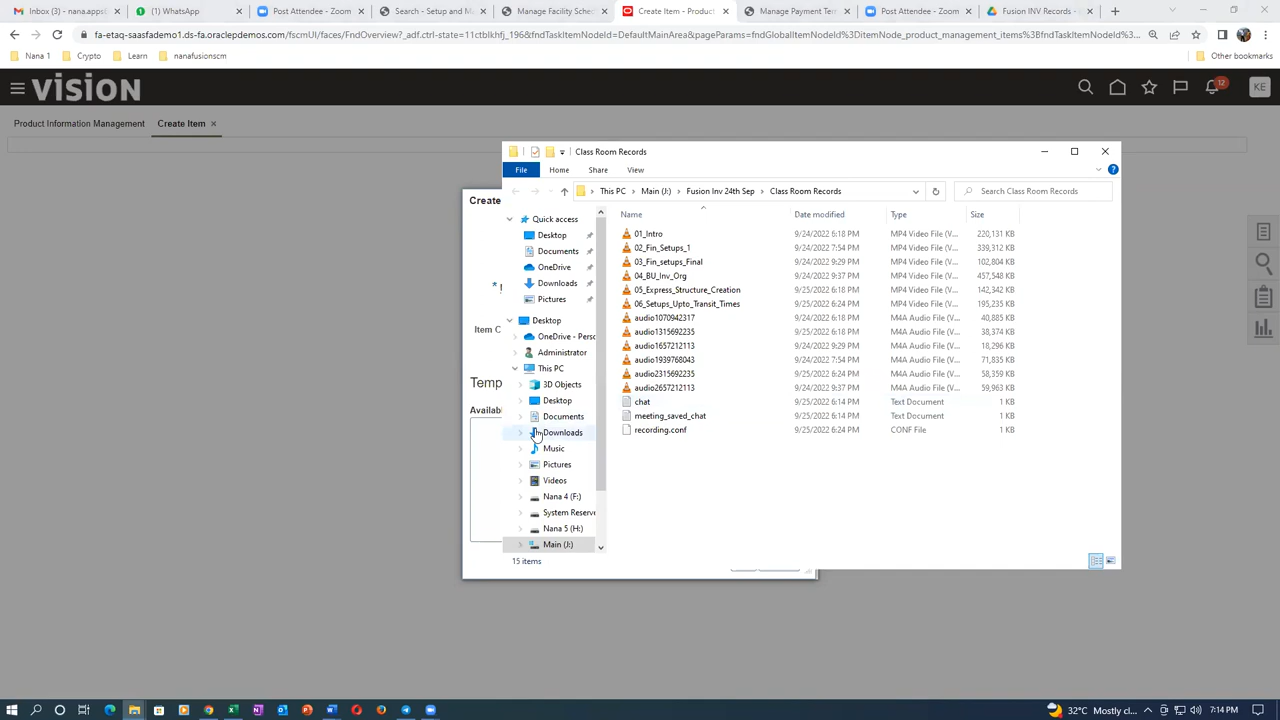 Inbox (3) - nana.apps
(1) WhatsApp
Post Attendee - Zoom
Search - Setup and M
Manage Facility Sched
Create Item - Product
Manage Payment Term
Post Attendee - Zoom
Fusion INV Records -
fa-etaq-saasfademo1.ds-fa.oraclepdemos.com/fscmUI/faces/FndOverview?_adf.ctrl-state=11ctblkhfj_196&fndTaskItemNodeId=DefaultMainArea&pageParams=fndGlobalItemNodeId%3DitemNode_product_management_items%3BfndTaskItemNodeId%...
Nana 1
Crypto
Learn
nanafusionscm
Other bookmarks
vision
12
KE
Product Information Management
Create Item
Create
*
Item C
Temp
Availab
Class Room Records
File
Home
Share
View
This PC > Main (J:) > Fusion Inv 24th Sep > Class Room Records
Search Class Room Records
Quick access
Desktop
Documents
OneDrive
Downloads
Pictures
Desktop
OneDrive - Perso
Administrator
This PC
3D Objects
Desktop
Documents
Downloads
Music
Pictures
Videos
Nana 4 (F:)
System Reserve
Nana 5 (H:)
Main (J:)
Name Date modified Type Size
01_Intro 9/24/2022 6:18 PM MP4 Video File (V... 220,131 KB
02_Fin_Setups_1 9/24/2022 7:54 PM MP4 Video File (V... 339,312 KB
03_Fin_setups_Final 9/24/2022 9:29 PM MP4 Video File (V... 102,804 KB
04_BU_Inv_Org 9/24/2022 9:37 PM MP4 Video File (V... 457,548 KB
05_Express_Structure_Creation 9/25/2022 6:18 PM MP4 Video File (V... 142,342 KB
06_Setups_Upto_Transit_Times 9/25/2022 6:24 PM MP4 Video File (V... 195,235 KB
audio1070942317 9/24/2022 6:18 PM M4A Audio File (V... 40,885 KB
audio1315692235 9/25/2022 6:18 PM M4A Audio File (V... 38,374 KB
audio1657212113 9/24/2022 9:29 PM M4A Audio File (V... 18,296 KB
audio1939768043 9/24/2022 7:54 PM M4A Audio File (V... 71,835 KB
audio2315692235 9/25/2022 6:24 PM M4A Audio File (V... 58,359 KB
audio2657212113 9/24/2022 9:37 PM M4A Audio File (V... 59,963 KB
chat 9/25/2022 6:14 PM Text Document 1 KB
meeting_saved_chat 9/25/2022 6:14 PM Text Document 1 KB
recording.conf 9/25/2022 6:24 PM CONF File 1 KB
15 items
32°C Mostly cl...
7:14 PM